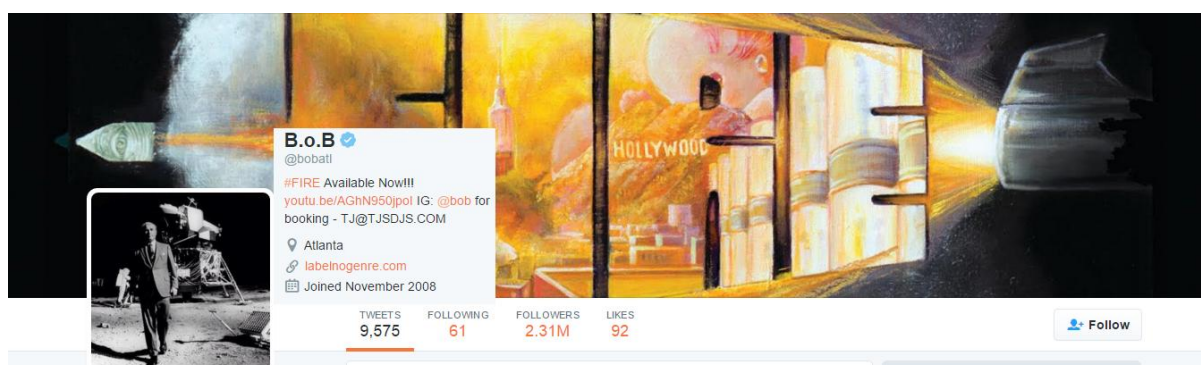 HOLLYWOOD
B.o.B
@bobatl
#FIRE Available Now!!!
youtu.be/AGhN950jpoI IG: @bob for
booking - TJ@TJSDJS.COM
Atlanta
labelnogenre.com
Joined November 2008
TWEETS FOLLOWING FOLLOWERS LIKES
9,575 61 2.31M 92
Follow